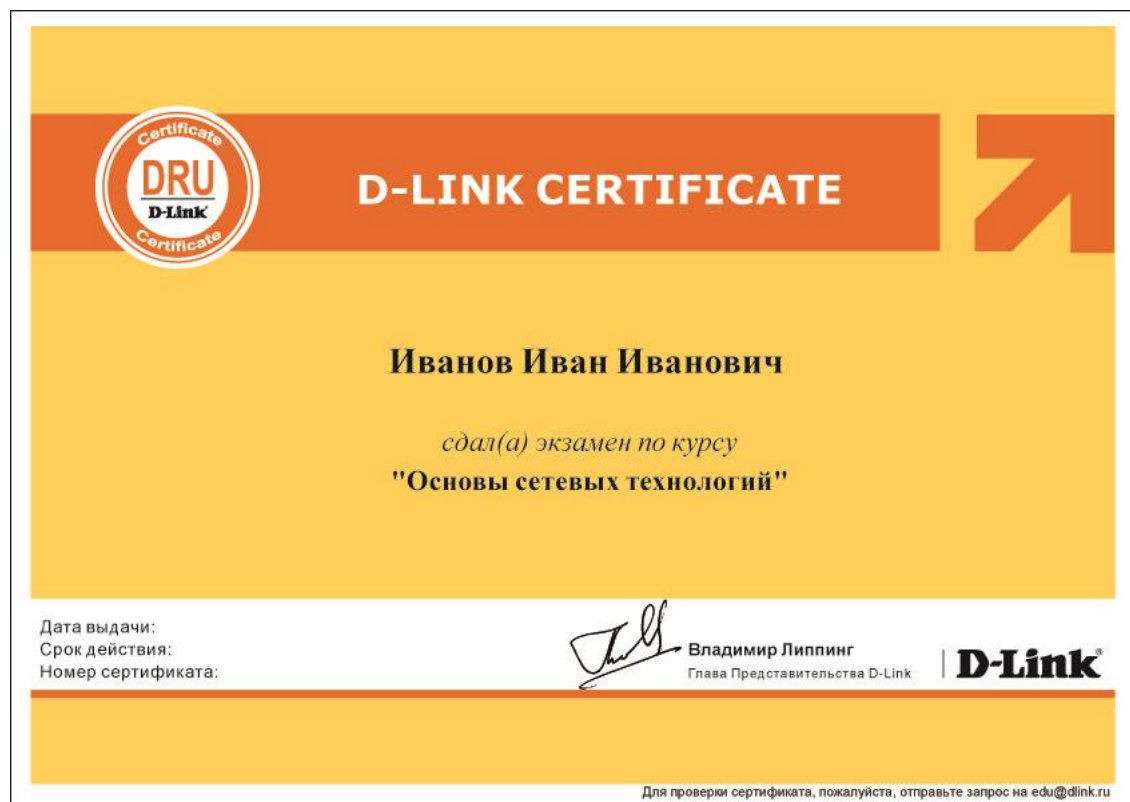 Certificate
DRU
D-Link
Certificate
D-LINK CERTIFICATE
Иванов Иван Иванович
сдал(а) экзамен по курсу
"Основы сетевых технологий"
Дата выдачи:
Срок действия:
Номер сертификата:
Владимир Липпинг
Глава Представительства D-Link
D-Link®
Для проверки сертификата, пожалуйста, отправьте запрос на edu@dlink.ru